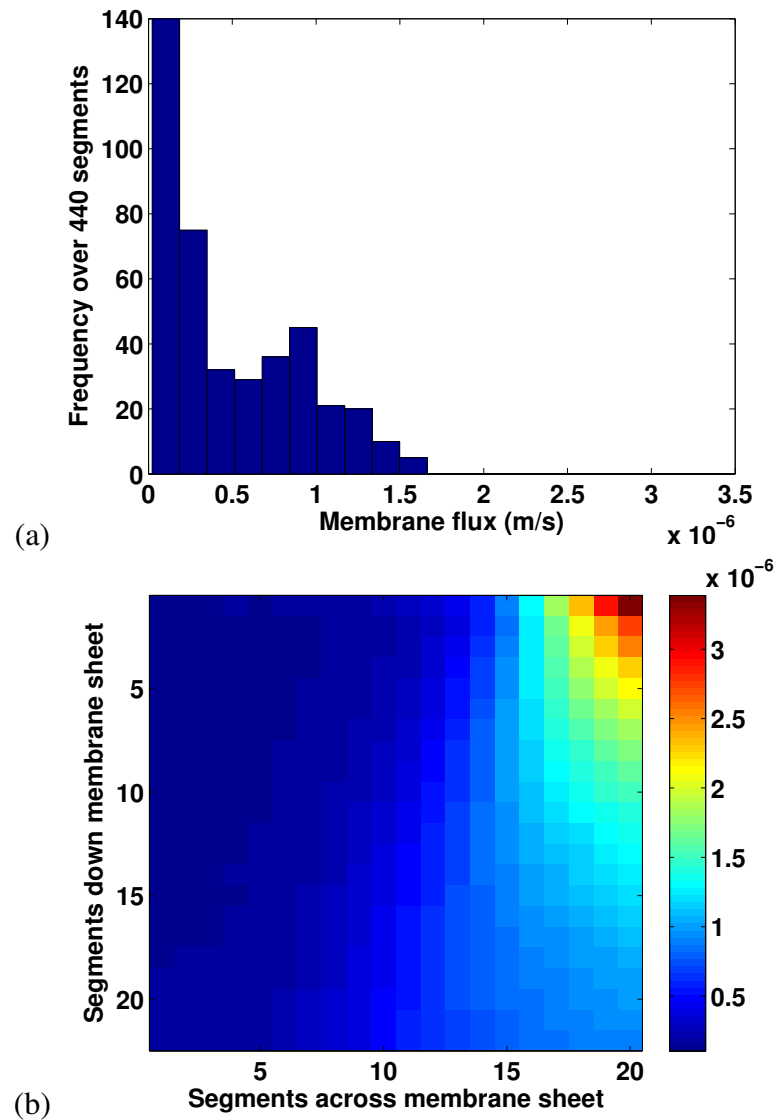 140
120
100
80
60
40
20
0
Frequency over 440 segments
0 0.5 1 1.5 2 2.5 3 3.5
Membrane flux (m/s)
x 10⁻⁶
(a)
x 10⁻⁶
5
10
15
20
Segments down membrane sheet
5 10 15 20
Segments across membrane sheet
3
2.5
2
1.5
1
0.5
(b)